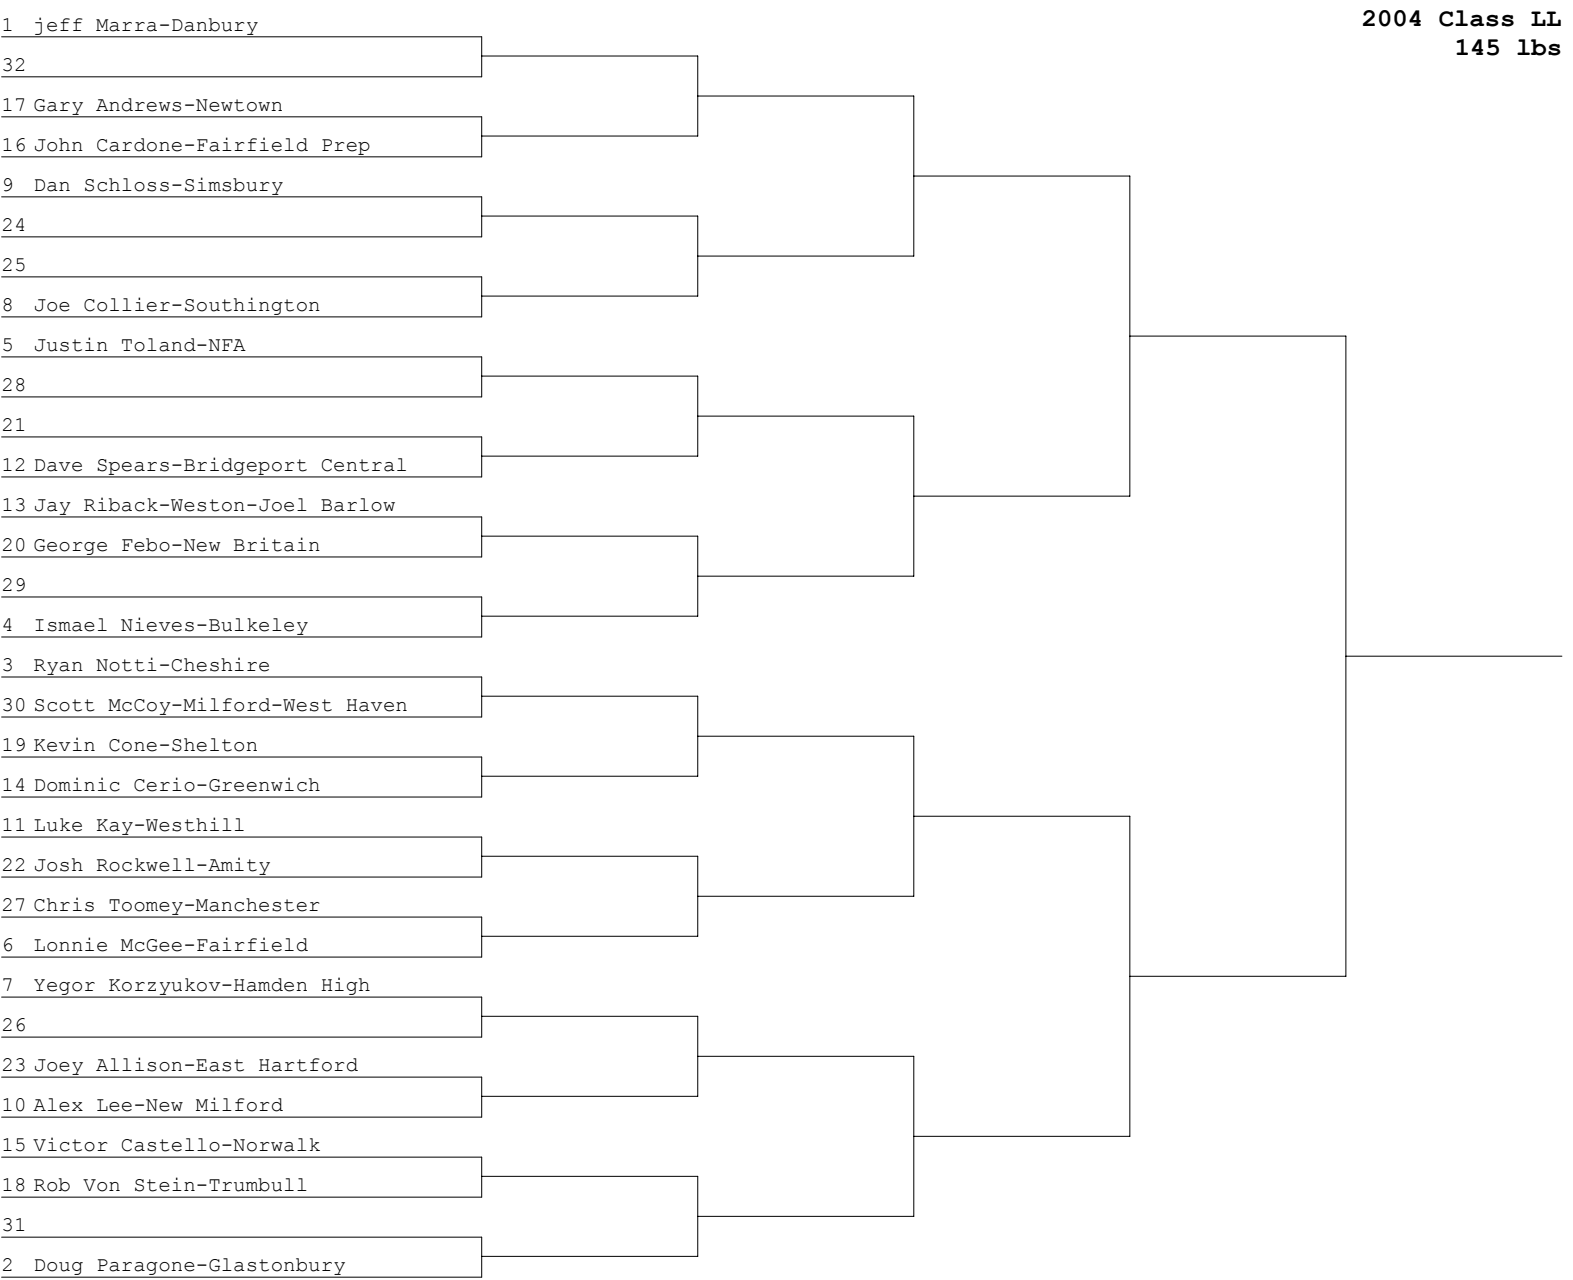 2004 Class LL
145 lbs
1 jeff Marra-Danbury
32
17 Gary Andrews-Newtown
16 John Cardone-Fairfield Prep
9 Dan Schloss-Simsbury
24
25
8 Joe Collier-Southington
5 Justin Toland-NFA
28
21
12 Dave Spears-Bridgeport Central
13 Jay Riback-Weston-Joel Barlow
20 George Febo-New Britain
29
4 Ismael Nieves-Bulkeley
3 Ryan Notti-Cheshire
30 Scott McCoy-Milford-West Haven
19 Kevin Cone-Shelton
14 Dominic Cerio-Greenwich
11 Luke Kay-Westhill
22 Josh Rockwell-Amity
27 Chris Toomey-Manchester
6 Lonnie McGee-Fairfield
7 Yegor Korzyukov-Hamden High
26
23 Joey Allison-East Hartford
10 Alex Lee-New Milford
15 Victor Castello-Norwalk
18 Rob Von Stein-Trumbull
31
2 Doug Paragone-Glastonbury